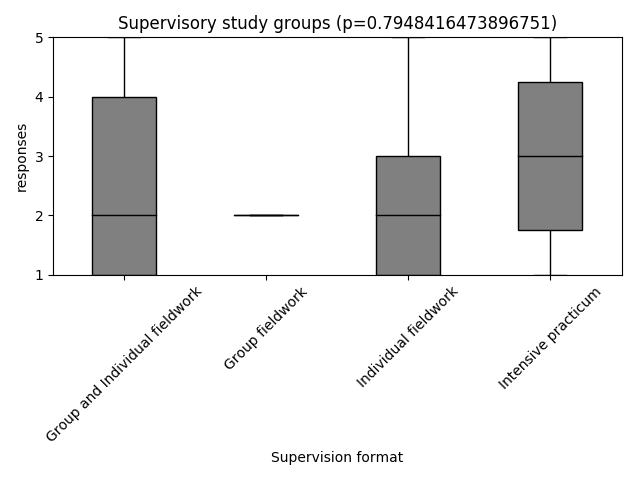 Supervisory study groups (p=0.7948416473896751)
5
4
3
2
1
responses
Group and Individual fieldwork
Group fieldwork
Individual fieldwork
Intensive practicum
Supervision format